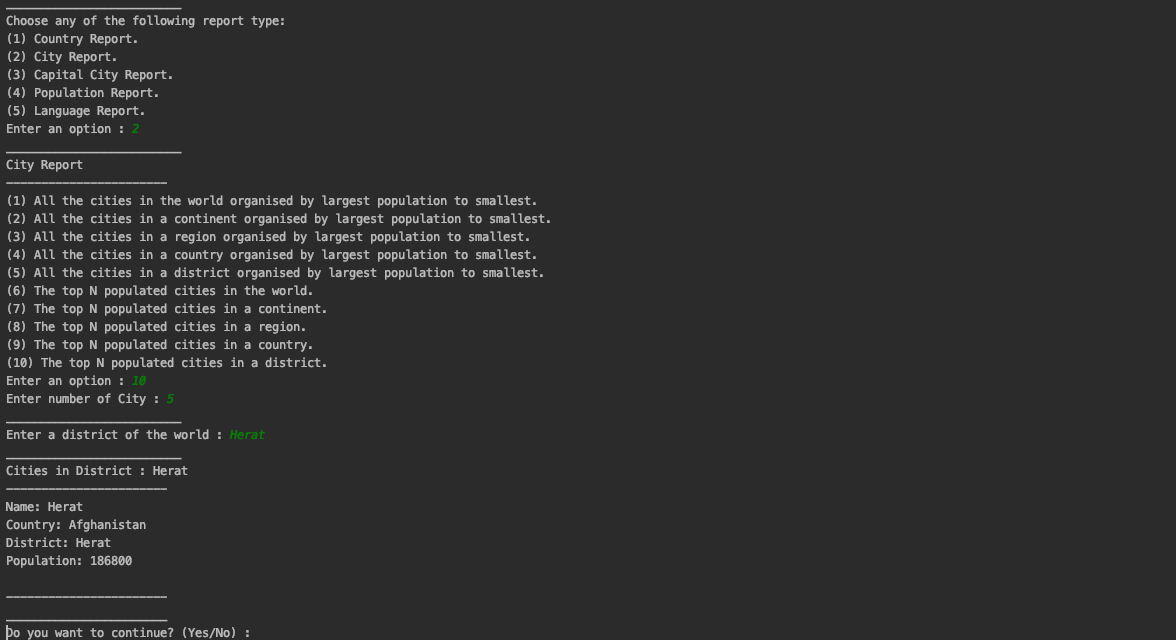 Choose any of the following report type:
(1) Country Report.
(2) City Report.
(3) Capital City Report.
(4) Population Report.
(5) Language Report.
Enter an option : 2
City Report
(1) All the cities in the world organised by largest population to smallest.
(2) All the cities in a continent organised by largest population to smallest.
(3) All the cities in a region organised by largest population to smallest.
(4) All the cities in a country organised by largest population to smallest.
(5) All the cities in a district organised by largest population to smallest.
(6) The top N populated cities in the world.
(7) The top N populated cities in a continent.
(8) The top N populated cities in a region.
(9) The top N populated cities in a country.
(10) The top N populated cities in a district.
Enter an option : 10
Enter number of City : 5
Enter a district of the world : Herat
Cities in District : Herat
Name: Herat
Country: Afghanistan
District: Herat
Population: 186800
Do you want to continue? (Yes/No) :